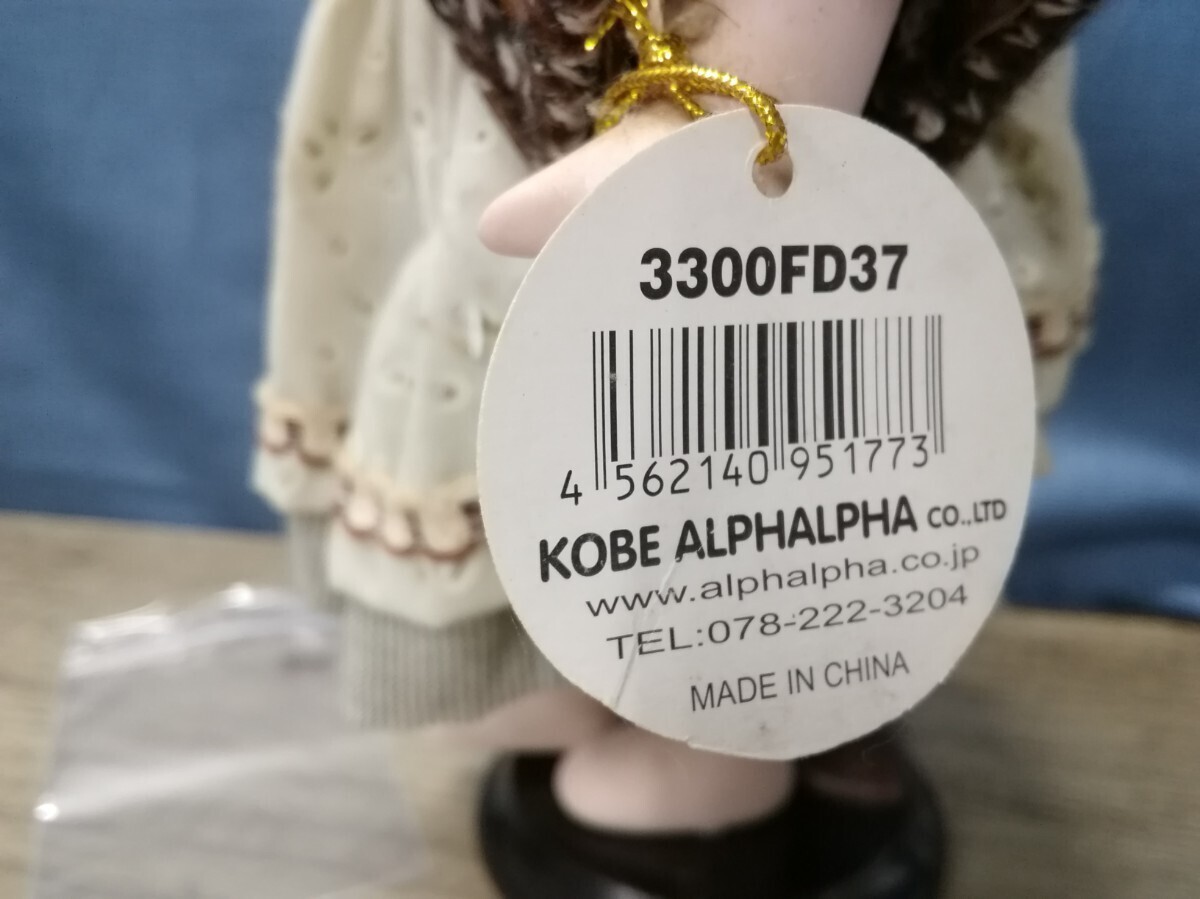 3300FD37
4 562140 951773
KOBE ALPHALPHA CO.,LTD
www.alphalpha.co.jp
TEL:078-222-3204
MADE IN CHINA